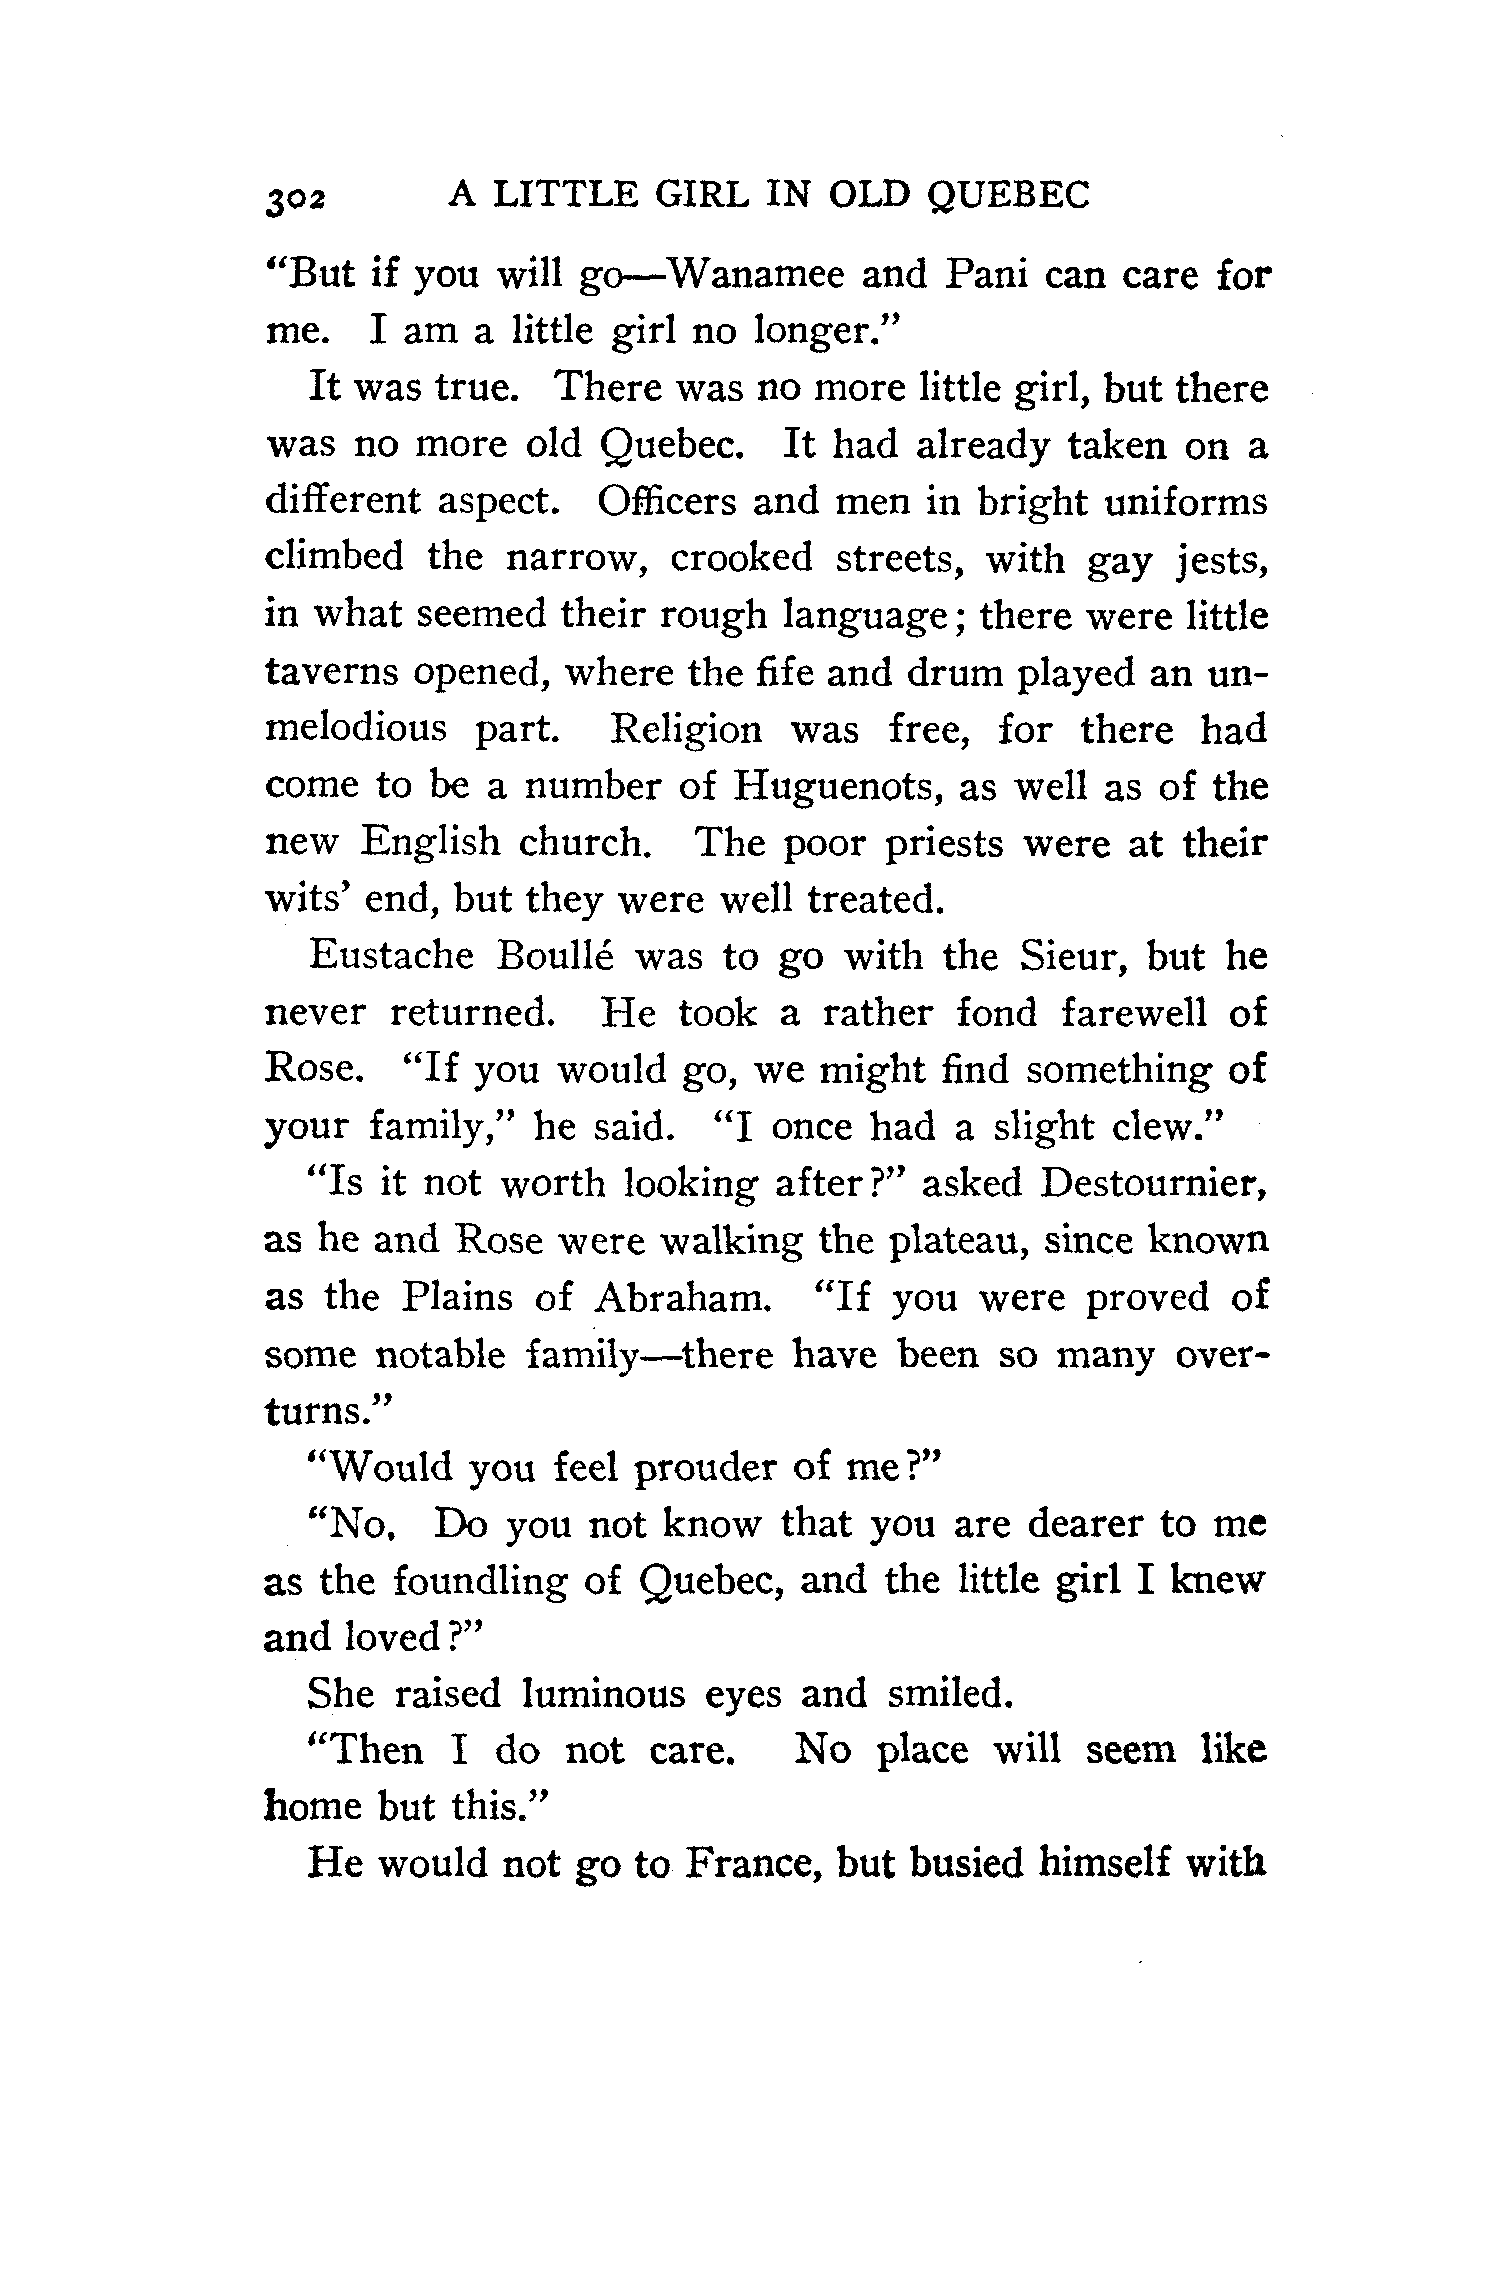 302 A LITTLE GIRL IN OLD QUEBEC
“But if you will go—Wanamee and Pani can care for
me. I am a little girl no longer.”
It was true. There was no more little girl, but there
was no more old Quebec. It had already taken on a
different aspect. Officers and men in bright uniforms
climbed the narrow, crooked streets, with gay jests,
in what seemed their rough language; there were little
taverns opened, where the fife and drum played an un-
melodious part. Religion was free, for there had
come to be a number of Huguenots, as well as of the
new English church. The poor priests were at their
wits’ end, but they were well treated.
Eustache Boullé was to go with the Sieur, but he
never returned. He took a rather fond farewell of
Rose. “If you would go, we might find something of
your family,” he said. “I once had a slight clew.”
“Is it not worth looking after?” asked Destournier,
as he and Rose were walking the plateau, since known
as the Plains of Abraham. “If you were proved of
some notable family—there have been so many over-
turns.”
“Would you feel prouder of me?”
“No. Do you not know that you are dearer to me
as the foundling of Quebec, and the little girl I knew
and loved?”
She raised luminous eyes and smiled.
“Then I do not care. No place will seem like
home but this.”
He would not go to France, but busied himself with